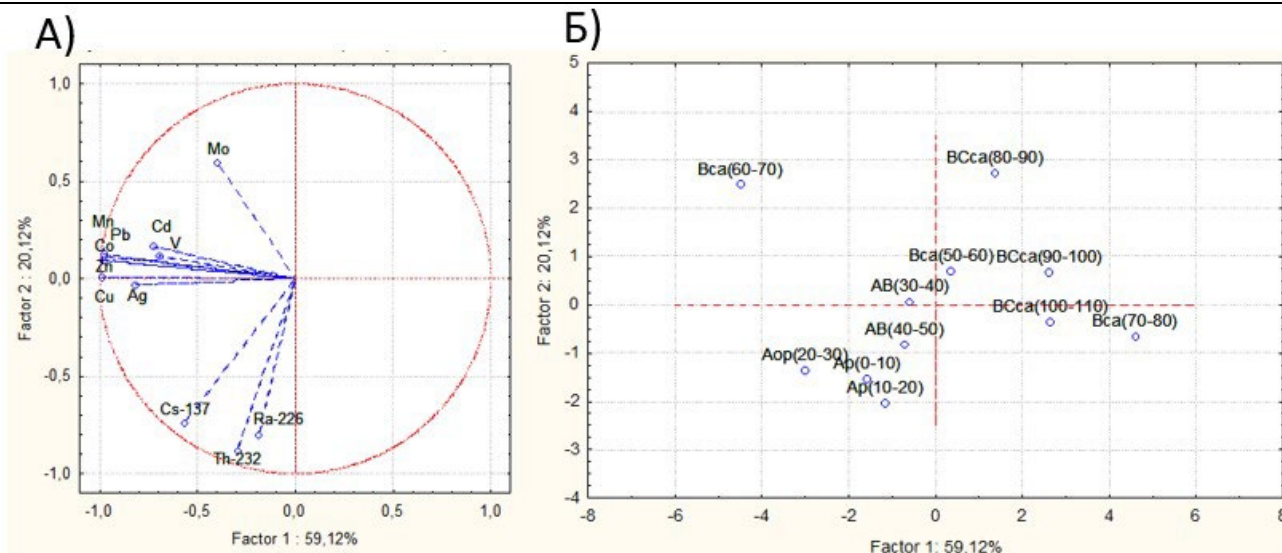 А)
1,0
0,5
0,0
-0,5
-1,0
Factor 2 : 20,12%
Mo
Mn
Pb
Cd
V
Co
Zn
Cu
Ag
Cs-137
Ra-226
Th-232
-1,0 -0,5 0,0 0,5 1,0
Factor 1 : 59,12%
Б)
5
4
3
2
1
0
-1
-2
-3
-4
Factor 2: 20,12%
BCca(80-90)
Bca(60-70)
Bca(50-60) BCca(90-100)
AB(30-40)
BCca(100-110)
Bca(70-80)
AB(40-50)
Aop(20-30)
Ap(0-10)
Ap(10-20)
-8 -6 -4 -2 0 2 4 6 8
Factor 1: 59,12%